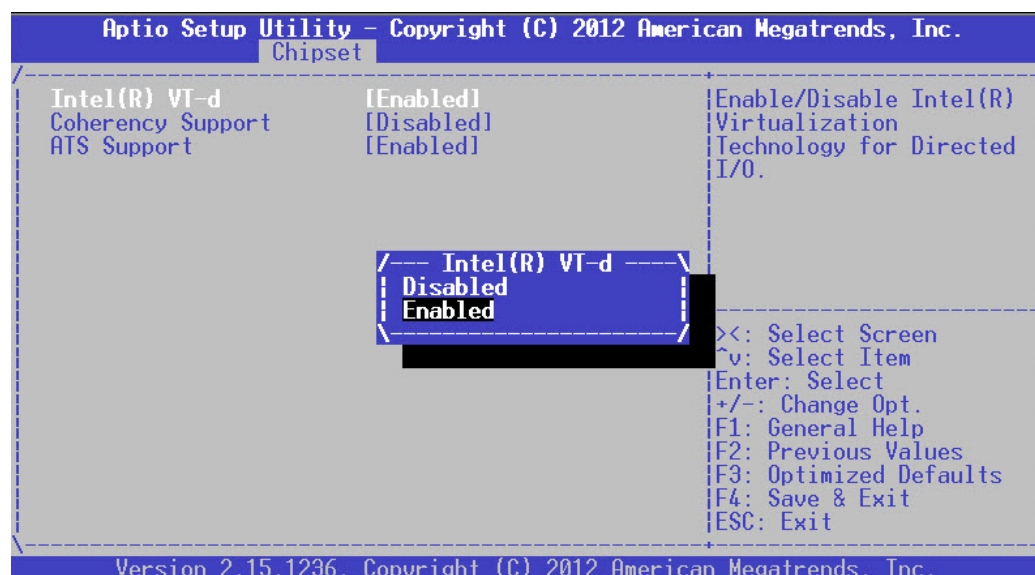 Aptio Setup Utility – Copyright (C) 2012 American Megatrends, Inc.
Chipset
Intel(R) VT-d [Enabled]
Coherency Support [Disabled]
ATS Support [Enabled]
Enable/Disable Intel(R)
Virtualization
Technology for Directed
I/O.
Intel(R) VT-d
Disabled
Enabled
><: Select Screen
^v: Select Item
Enter: Select
+/-: Change Opt.
F1: General Help
F2: Previous Values
F3: Optimized Defaults
F4: Save & Exit
ESC: Exit
Version 2.15.1236. Copyright (C) 2012 American Megatrends, Inc.